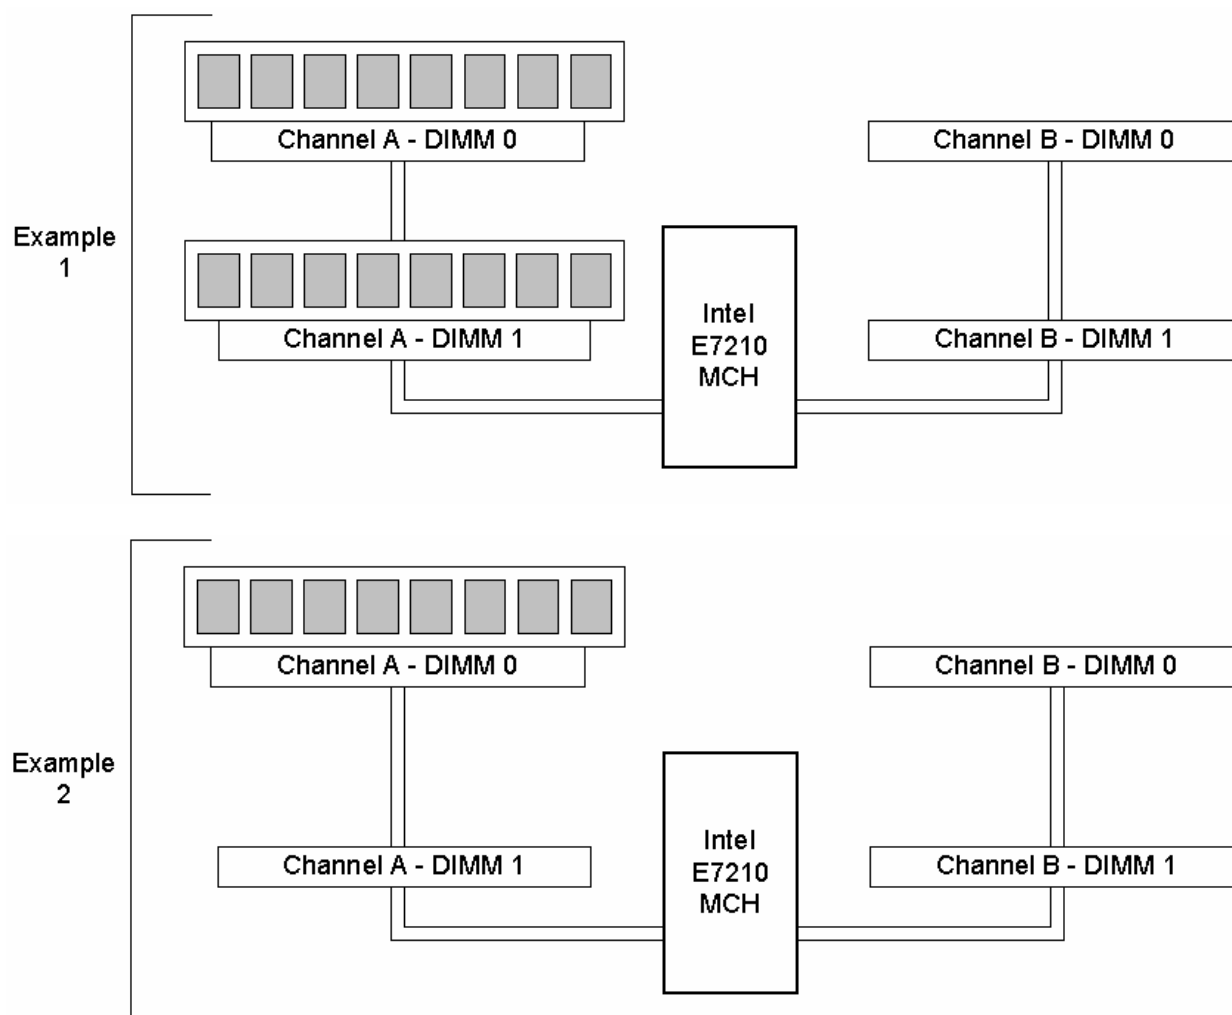 Channel A - DIMM 0
Channel B - DIMM 0
Example
1
Channel A - DIMM 1
Intel
E7210
MCH
Channel B - DIMM 1
Channel A - DIMM 0
Channel B - DIMM 0
Example
2
Channel A - DIMM 1
Intel
E7210
MCH
Channel B - DIMM 1